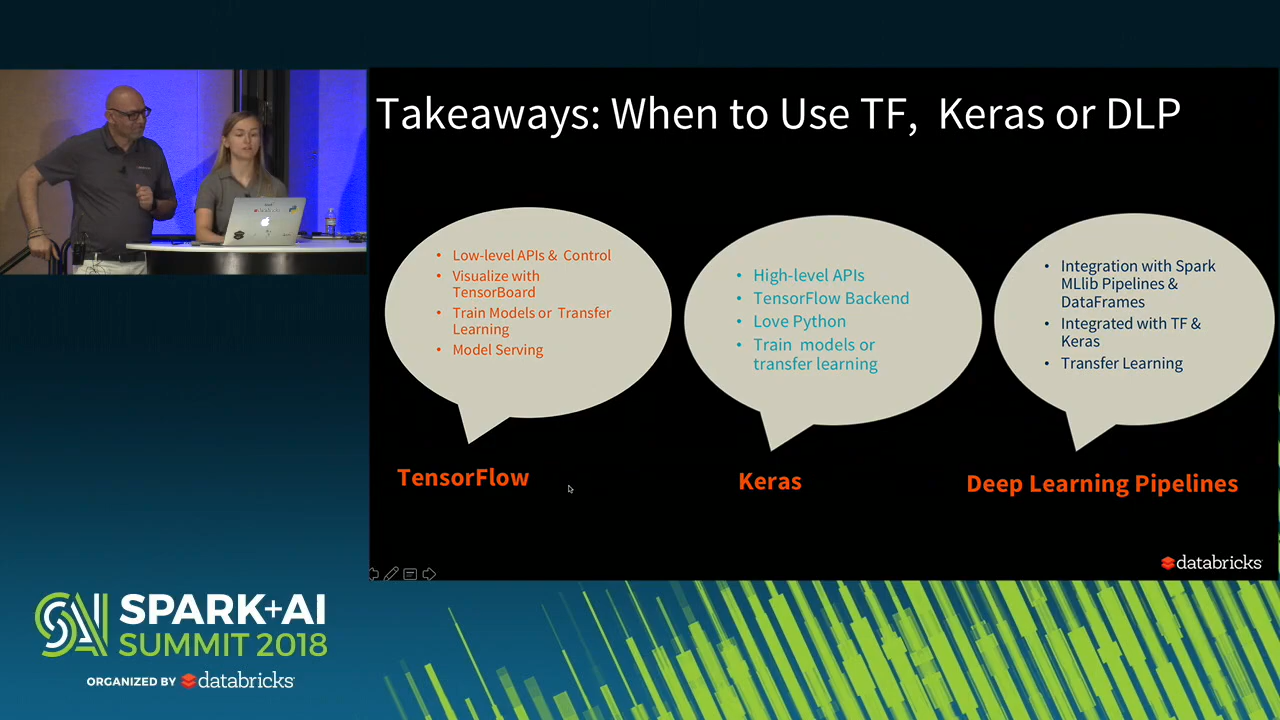 Takeaways: When to Use TF, Keras or DLP
• Low-level APIs & Control
• Visualize with
TensorBoard
• Train Models or Transfer
Learning
• Model Serving
• High-level APIs
• TensorFlow Backend
• Love Python
• Train models or
transfer learning
• Integration with Spark
MLlib Pipelines &
DataFrames
• Integrated with TF &
Keras
• Transfer Learning
TensorFlow
Keras
Deep Learning Pipelines
databricks
SPARK+AI
SUMMIT 2018
ORGANIZED BY databricks